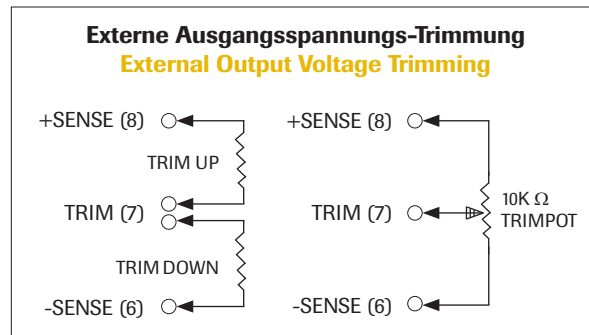 Externe Ausgangsspannungs-Trimmung
External Output Voltage Trimming
+SENSE (8)
TRIM UP
TRIM (7)
TRIM DOWN
-SENSE (6)
+SENSE (8)
TRIM (7)
10K Ω
TRIMPOT
-SENSE (6)